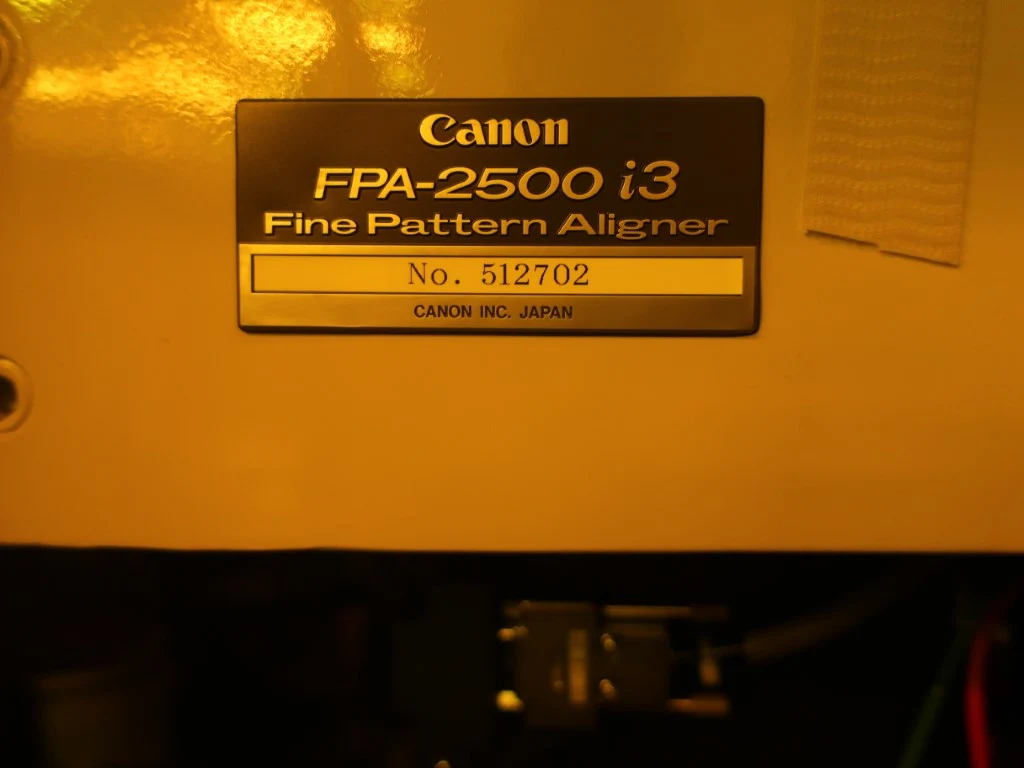 Canon
FPA-2500 i3
Fine Pattern Aligner
No. 512702
CANON INC. JAPAN